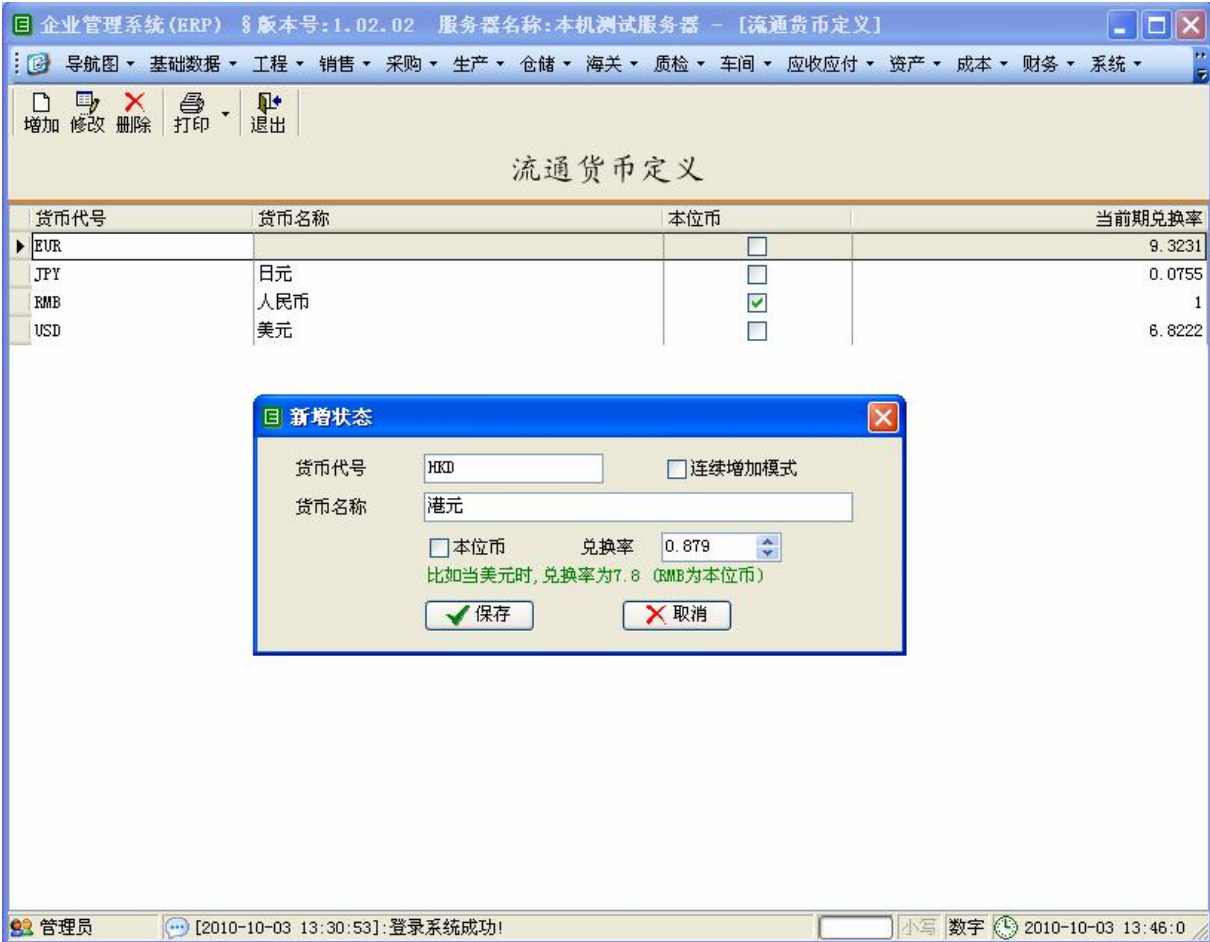 企业管理系统(ERP) §版本号:1.02.02 服务器名称:本机测试服务器 - [流通货币定义]
导航图 基础数据 工程 销售 采购 生产 仓储 海关 质检 车间 应收应付 资产 成本 财务 系统
增加 修改 删除 打印 退出
流通货币定义
货币代号 货币名称 本位币 当前期兑换率
EUR 9.3231
JPY 日元 0.0755
RMB 人民币 1
USD 美元 6.8222
新增状态
货币代号 HKD 连续增加模式
货币名称 港元
本位币 兑换率 0.879
比如当美元时,兑换率为7.8 (RMB为本位币)
保存 取消
管理员 [2010-10-03 13:30:53]:登录系统成功! 小写 数字 2010-10-03 13:46:0